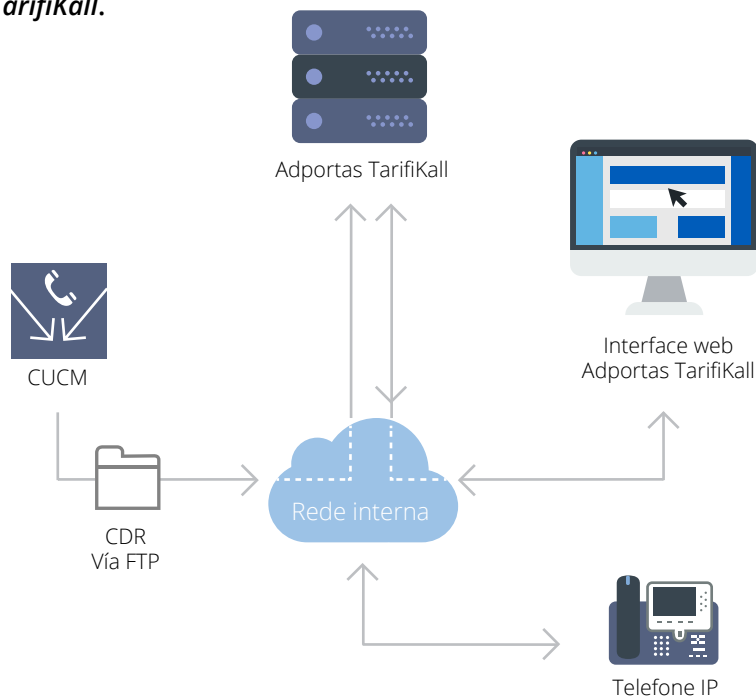 arifiKall.
Adportas TarifiKall
Interface web
Adportas TarifiKall
CUCM
CDR
Vía FTP
Rede interna
Telefone IP